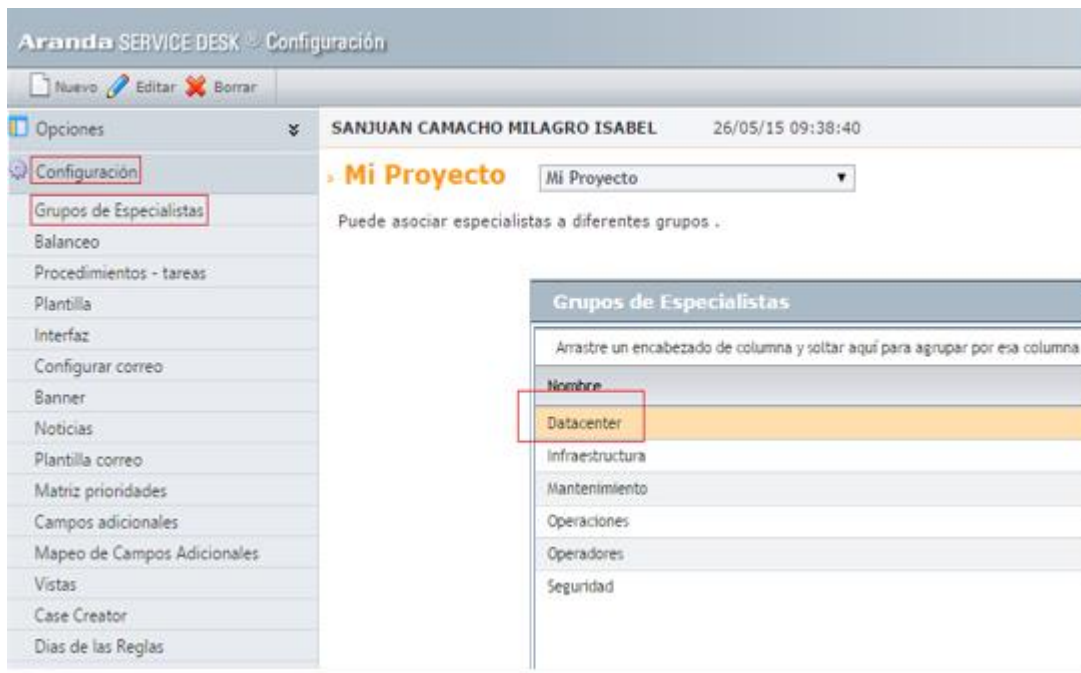 Aranda SERVICE DESK Configuración
Nuevo Editar Borrar
Opciones
Configuración
Grupos de Especialistas
Balanceo
Procedimientos - tareas
Plantilla
Interfaz
Configurar correo
Banner
Noticias
Plantilla correo
Matriz prioridades
Campos adicionales
Mapeo de Campos Adicionales
Vistas
Case Creator
Dias de las Reglas
SANJUAN CAMACHO MILAGRO ISABEL 26/05/15 09:38:40
Mi Proyecto Mi Proyecto
Puede asociar especialistas a diferentes grupos .
Grupos de Especialistas
Arrastre un encabezado de columna y soltar aquí para agrupar por esa columna
Nombre
Datacenter
Infraestructura
Mantenimiento
Operaciones
Operadores
Seguridad